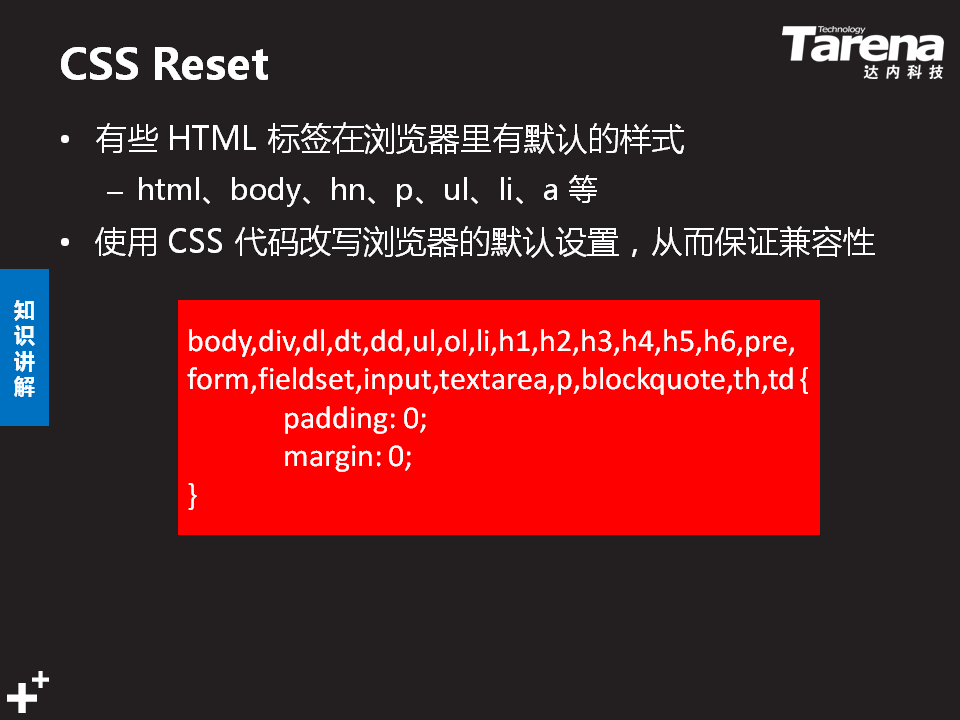 CSS Reset
Technology
Tarena
达内科技
• 有些 HTML 标签在浏览器里有默认的样式
– html、body、hn、p、ul、li、a 等
• 使用 CSS 代码改写浏览器的默认设置，从而保证兼容性
知识讲解
body,div,dl,dt,dd,ul,ol,li,h1,h2,h3,h4,h5,h6,pre,
form,fieldset,input,textarea,p,blockquote,th,td {
padding: 0;
margin: 0;
}